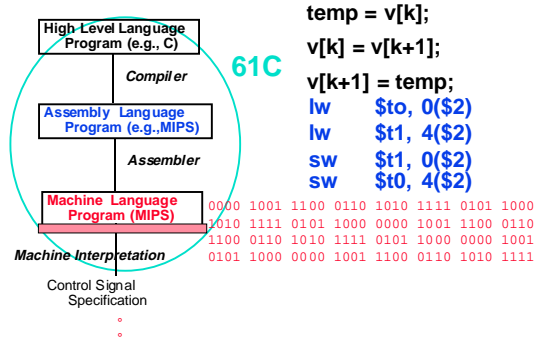 High Level Language
Program (e.g., C)
Compiler
61C
Assembly Language
Program (e.g.,MIPS)
Assembler
Machine Language
Program (MIPS)
Machine Interpretation
Control Signal
Specification
temp = v[k];
v[k] = v[k+1];
v[k+1] = temp;
lw $to, 0($2)
lw $t1, 4($2)
sw $t1, 0($2)
sw $t0, 4($2)
0000 1001 1100 0110 1010 1111 0101 1000
1010 1111 0101 1000 0000 1001 1100 0110
1100 0110 1010 1111 0101 1000 0000 1001
0101 1000 0000 1001 1100 0110 1010 1111